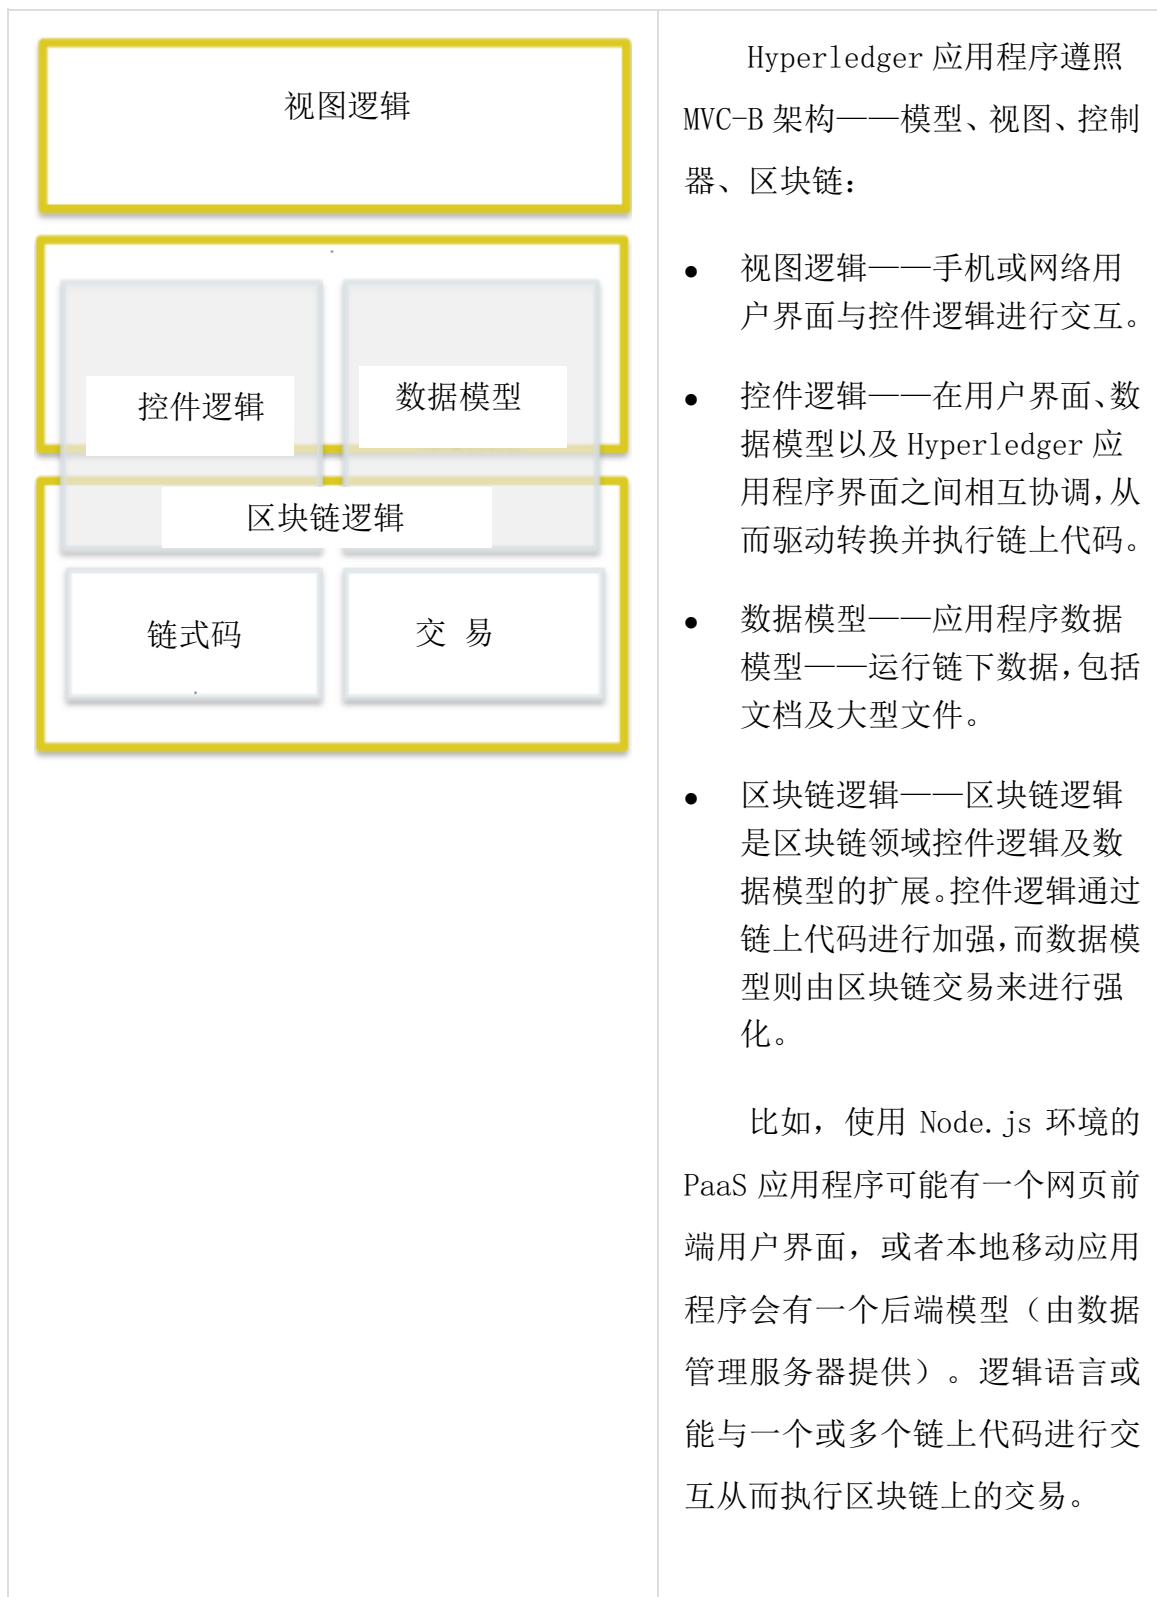 视图逻辑
控件逻辑
数据模型
区块链逻辑
链式码
交 易
Hyperledger 应用程序遵照
MVC-B 架构——模型、视图、控制
器、区块链：
● 视图逻辑——手机或网络用
户界面与控件逻辑进行交互。
● 控件逻辑——在用户界面、数
据模型以及 Hyperledger 应
用程序界面之间相互协调，从
而驱动转换并执行链上代码。
● 数据模型——应用程序数据
模型——运行链下数据，包括
文档及大型文件。
● 区块链逻辑——区块链逻辑
是区块链领域控件逻辑及数
据模型的扩展。控件逻辑通过
链上代码进行加强，而数据模
型则由区块链交易来进行强
化。
比如，使用 Node.js 环境的
PaaS 应用程序可能有一个网页前
端用户界面，或者本地移动应用
程序会有一个后端模型（由数据
管理服务器提供）。逻辑语言或
能与一个或多个链上代码进行交
互从而执行区块链上的交易。